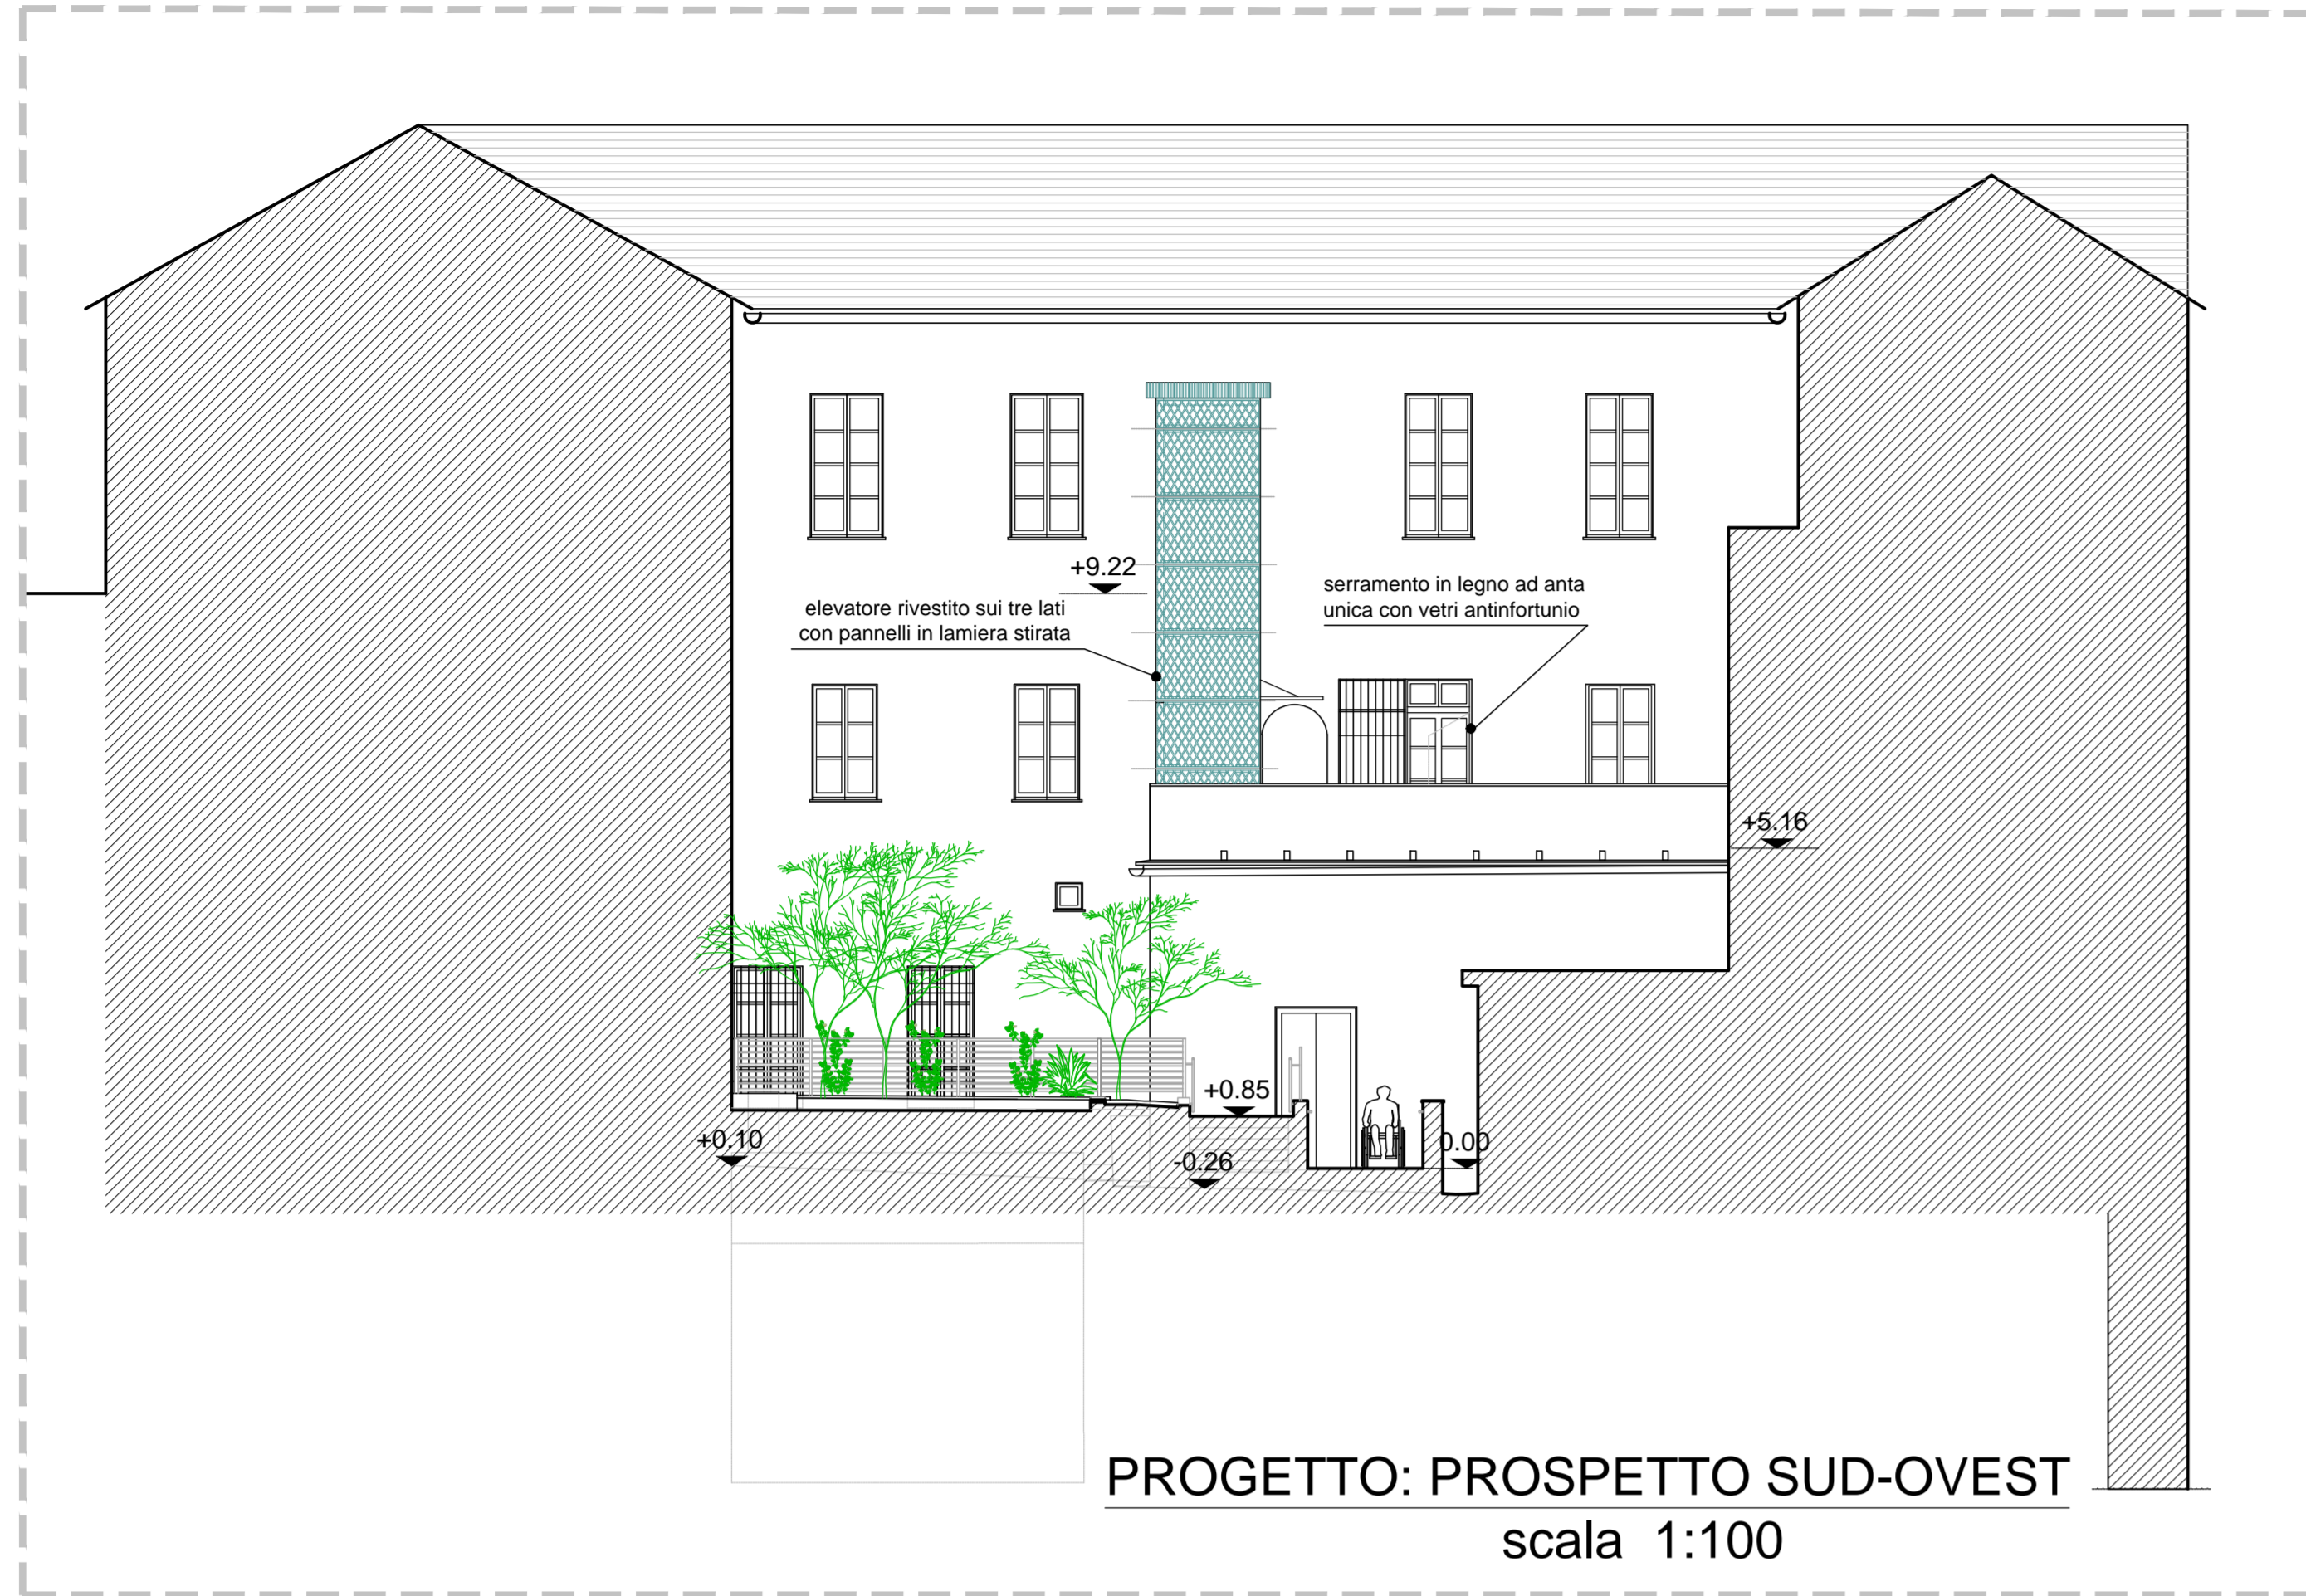 +9.22
serramento in legno ad anta
unica con vetri antinfortunio
elevatore rivestito sui tre lati
con pannelli in lamiera stirata
+5.16
+0.85
+0.10
0.00
-0.26
PROGETTO: PROSPETTO SUD-OVEST
scala 1:100